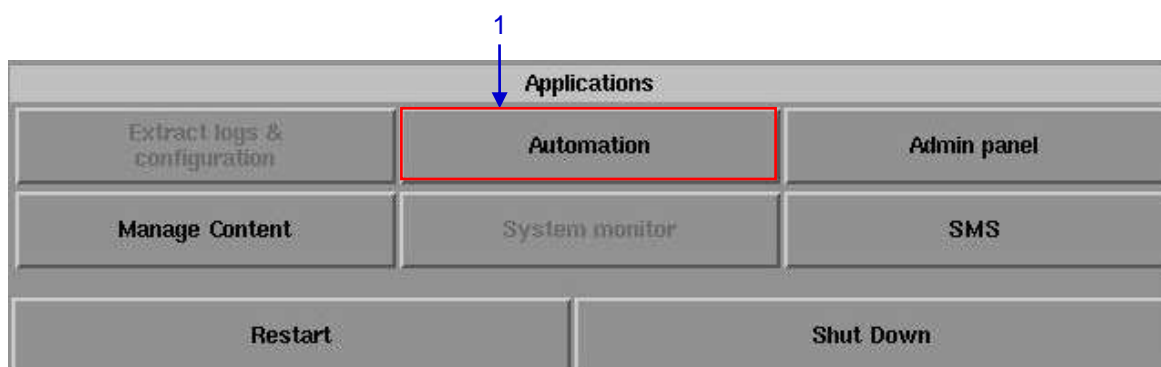 1
Applications
Extract logs &
configuration
Automation
Admin panel
Manage Content
System monitor
SMS
Restart
Shut Down